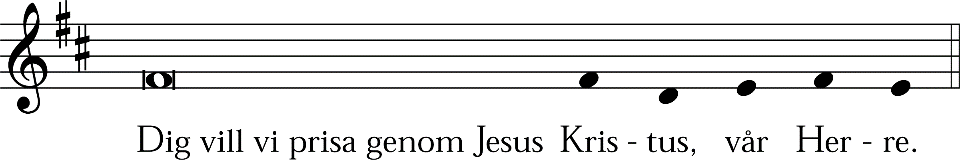 Dig vill vi prisa genom Jesus Kris - tus, vår Her - re.